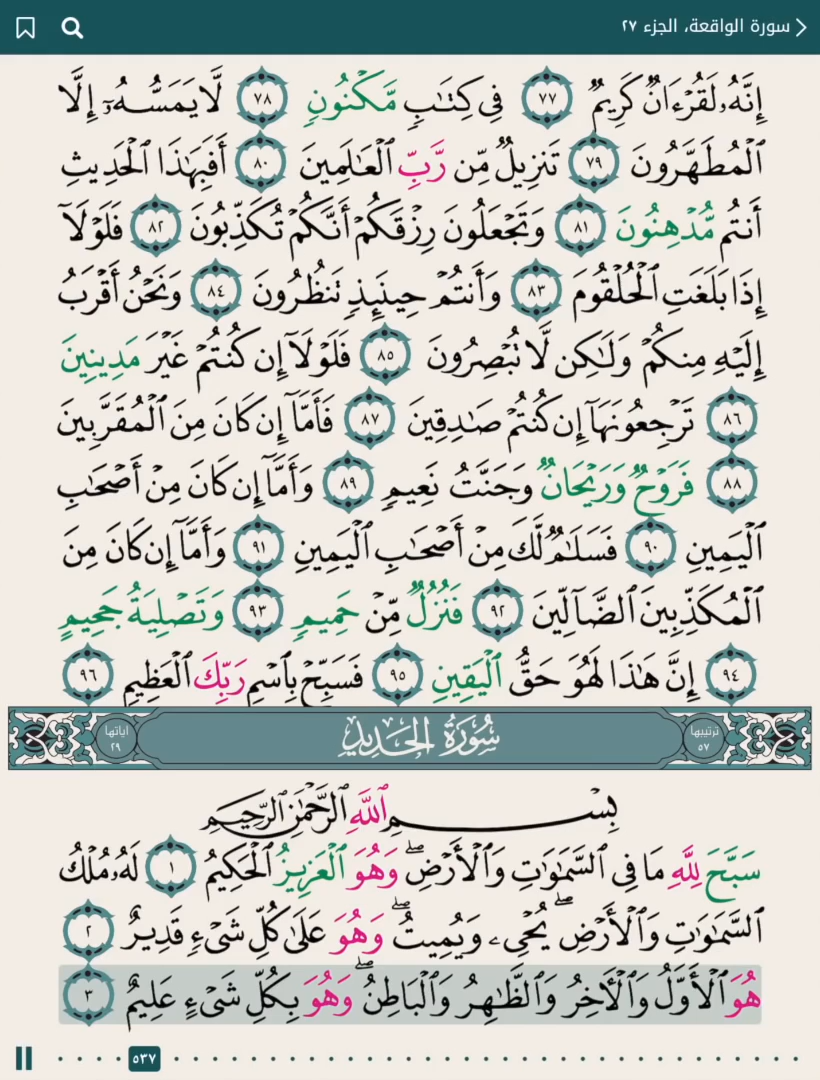 سورة الواقعة، الجزء ٢٧
إِنَّهُۥ لَقُرْءَانٌ كَرِيمٌ ٧٧ فِى كِتَٰبٍ مَّكْنُونٍ ٧٨ لَّا يَمَسُّهُۥٓ إِلَّا
ٱلْمُطَهَّرُونَ ٧٩ تَنزِيلٌ مِّن رَّبِّ ٱلْعَٰلَمِينَ ٨٠ أَفَبِهَٰذَا ٱلْحَدِيثِ
أَنتُم مُّدْهِنُونَ ٨١ وَتَجْعَلُونَ رِزْقَكُمْ أَنَّكُمْ تُكَذِّبُونَ ٨٢ فَلَوْلَآ
إِذَا بَلَغَتِ ٱلْحُلْقُومَ ٨٣ وَأَنتُمْ حِينَئِذٍ تَنظُرُونَ ٨٤ وَنَحْنُ أَقْرَبُ
إِلَيْهِ مِنكُمْ وَلَٰكِن لَّا تُبْصِرُونَ ٨٥ فَلَوْلَآ إِن كُنتُمْ غَيْرَ مَدِينِينَ
٨٦ تَرْجِعُونَهَآ إِن كُنتُمْ صَٰدِقِينَ ٨٧ فَأَمَّآ إِن كَانَ مِنَ ٱلْمُقَرَّبِينَ
٨٨ فَرَوْحٌ وَرَيْحَانٌ وَجَنَّتُ نَعِيمٍ ٨٩ وَأَمَّآ إِن كَانَ مِنْ أَصْحَٰبِ
ٱلْيَمِينِ ٩٠ فَسَلَٰمٌ لَّكَ مِنْ أَصْحَٰبِ ٱلْيَمِينِ ٩١ وَأَمَّآ إِن كَانَ مِنَ
ٱلْمُكَذِّبِينَ ٱلضَّآلِّينَ ٩٢ فَنُزُلٌ مِّنْ حَمِيمٍ ٩٣ وَتَصْلِيَةُ جَحِيمٍ
٩٤ إِنَّ هَٰذَا لَهُوَ حَقُّ ٱلْيَقِينِ ٩٥ فَسَبِّحْ بِٱسْمِ رَبِّكَ ٱلْعَظِيمِ ٩٦
ترتيبها ٥٧ سُورَةُ الحَدِيدِ اياتها ٢٩
بِسْمِ ٱللَّهِ ٱلرَّحْمَٰنِ ٱلرَّحِيمِ
سَبَّحَ لِلَّهِ مَا فِى ٱلسَّمَٰوَٰتِ وَٱلْأَرْضِ ۖ وَهُوَ ٱلْعَزِيزُ ٱلْحَكِيمُ ١ لَهُۥ مُلْكُ
ٱلسَّمَٰوَٰتِ وَٱلْأَرْضِ ۖ يُحْىِۦ وَيُمِيتُ ۖ وَهُوَ عَلَىٰ كُلِّ شَىْءٍ قَدِيرٌ ٢
هُوَ ٱلْأَوَّلُ وَٱلْءَاخِرُ وَٱلظَّٰهِرُ وَٱلْبَاطِنُ ۖ وَهُوَ بِكُلِّ شَىْءٍ عَلِيمٌ ٣
٥٣٧